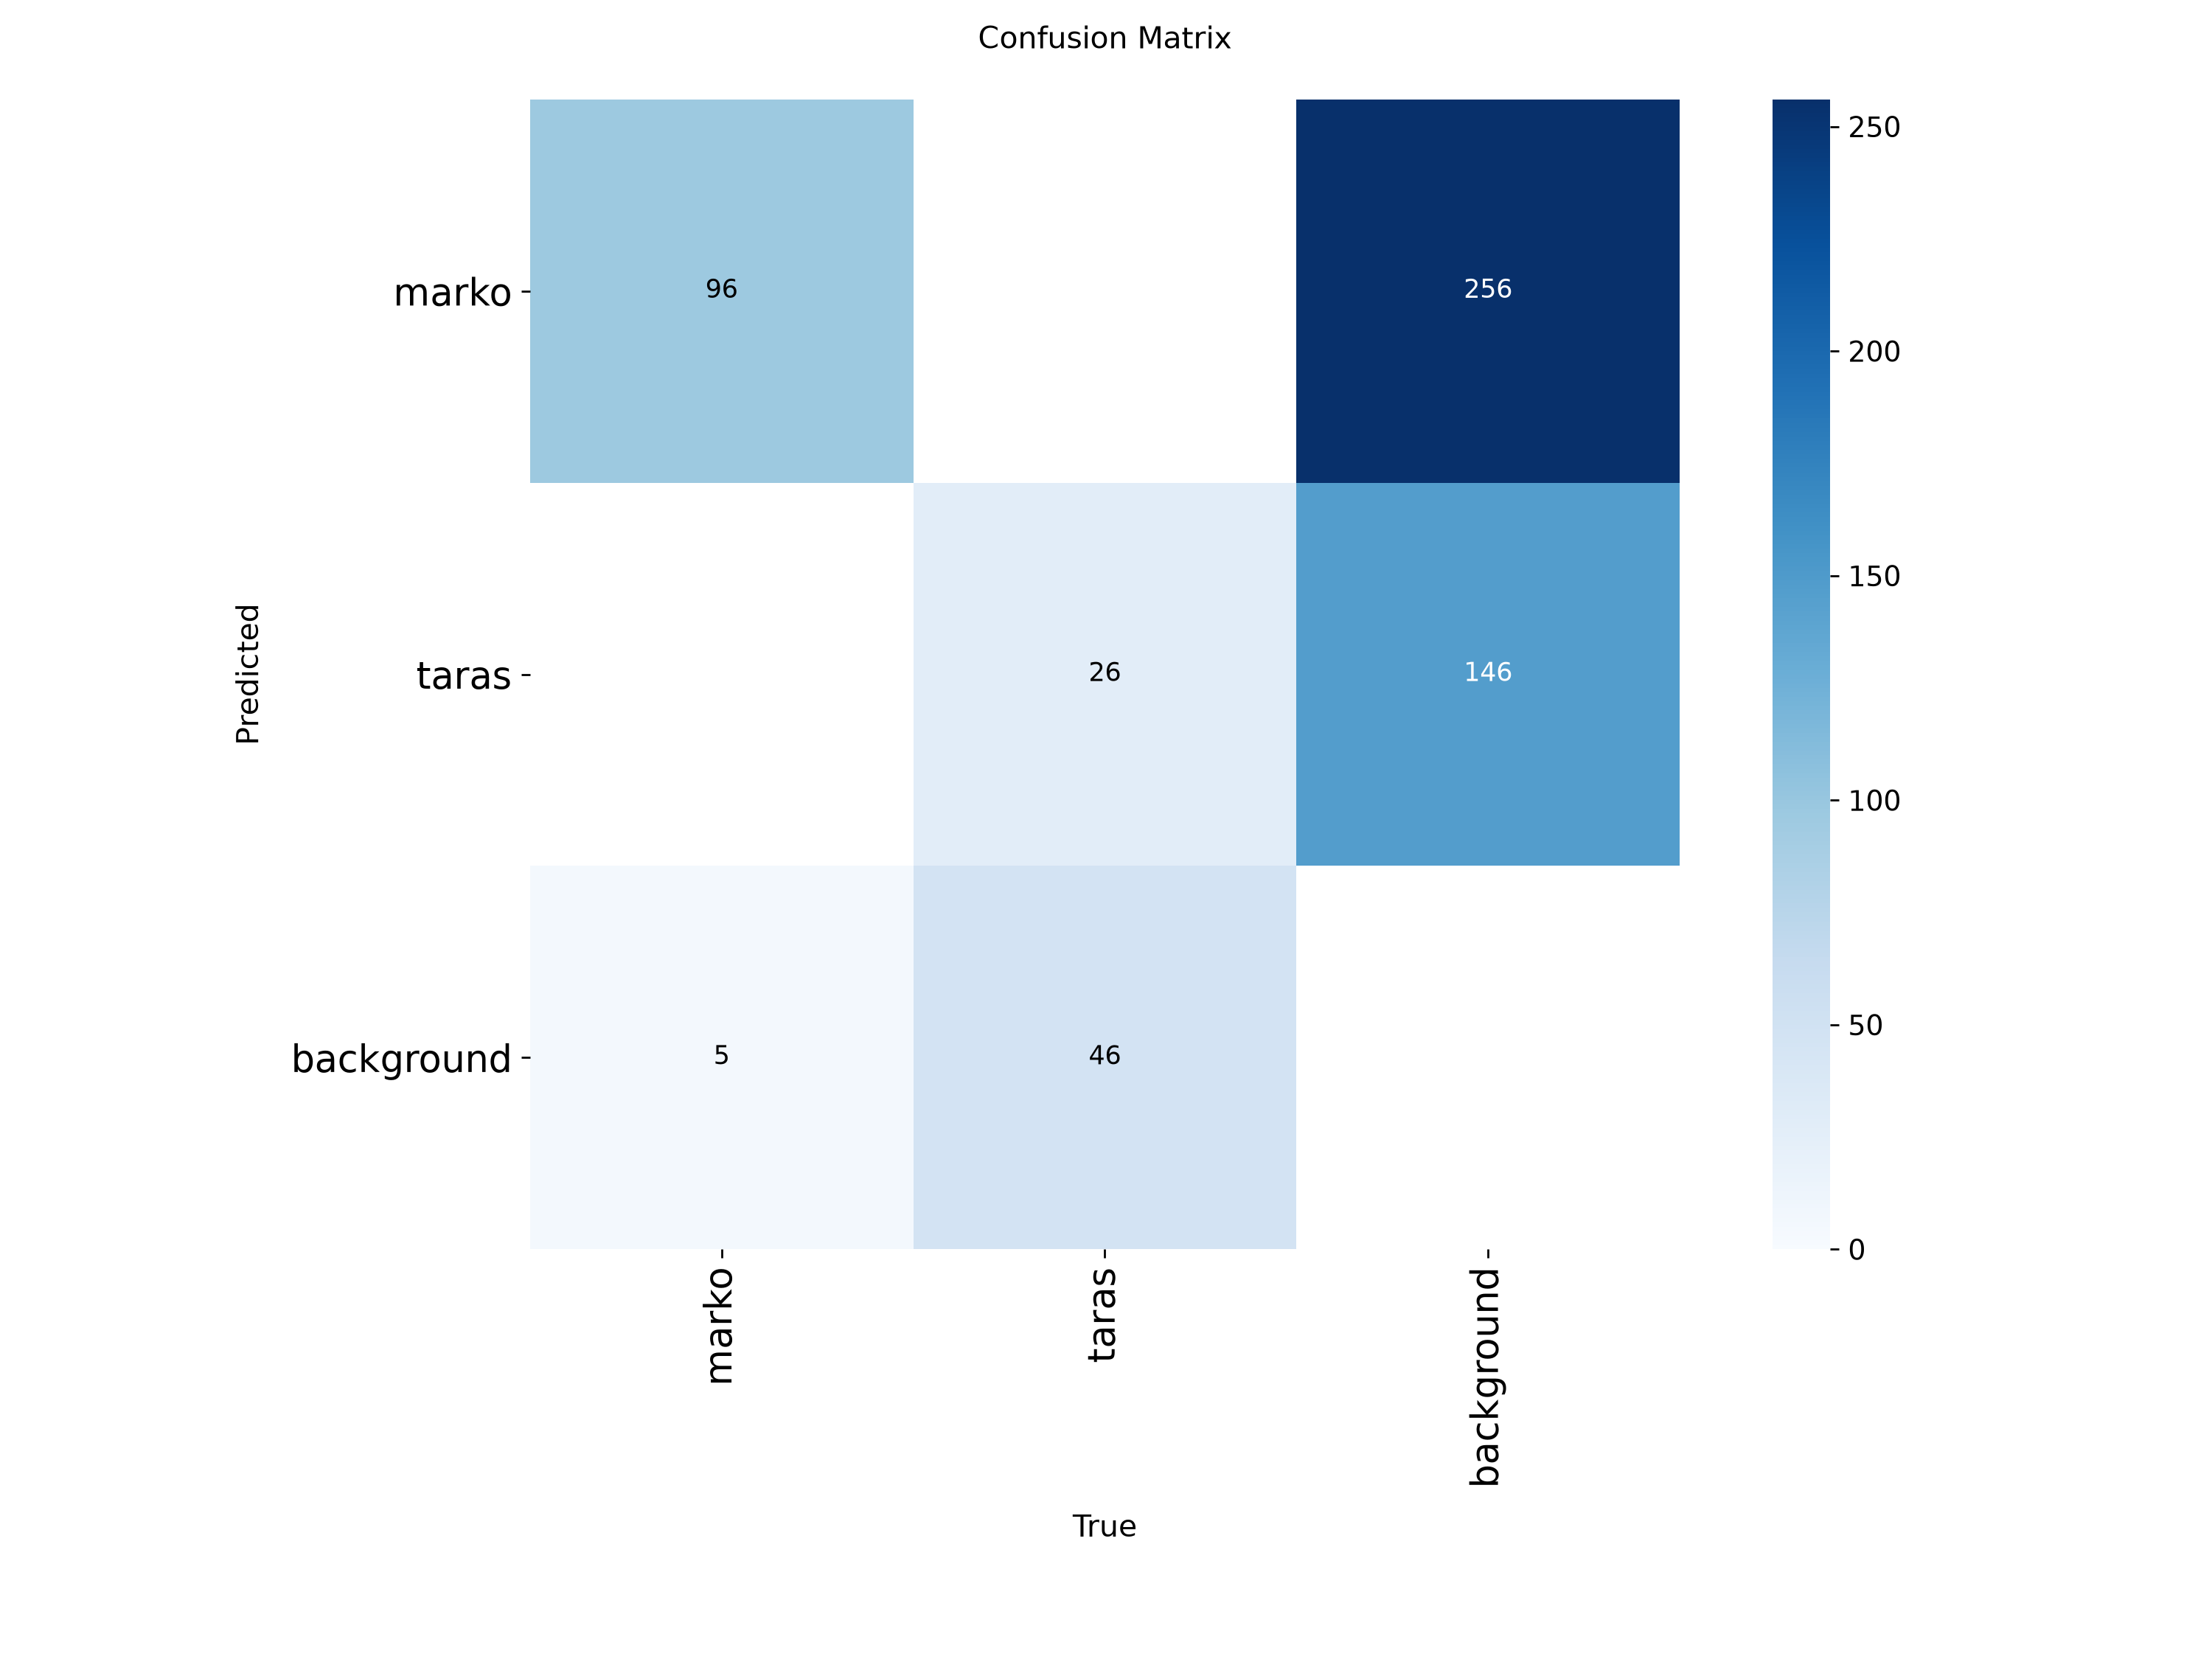 Confusion Matrix
marko
96
256
250
200
Predicted
taras
26
146
150
100
background
5
46
50
0
marko
taras
background
True